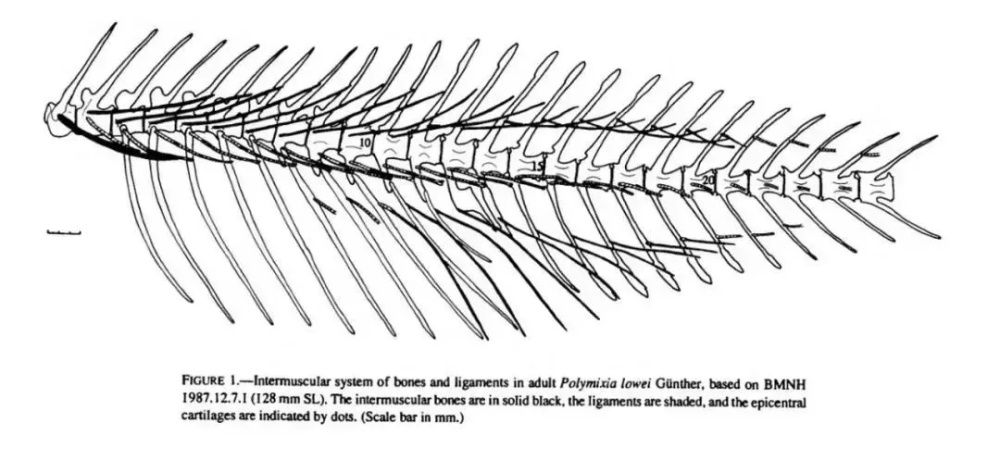 10
15
20
FIGURE 1.—Intermuscular system of bones and ligaments in adult Polymixia lowei Günther, based on BMNH
1987.12.7.1 (128 mm SL). The intermuscular bones are in solid black, the ligaments are shaded, and the epicentral
cartilages are indicated by dots. (Scale bar in mm.)